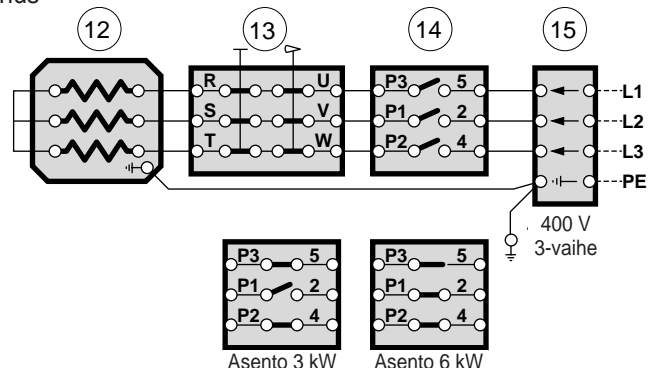 12 13 14 15
R U P3 5 L1
S V P1 2 L2
T W P2 4 L3
PE
400 V
3-vaihe
P3 5 P3 5
P1 2 P1 2
P2 4 P2 4
Asento 3 kW Asento 6 kW